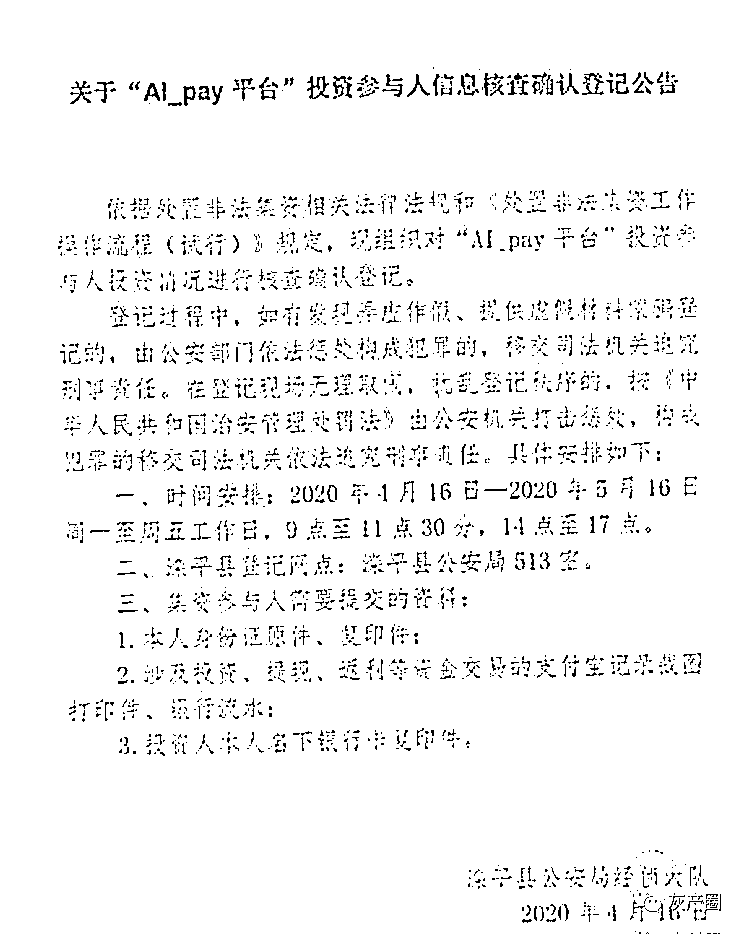 关于“AI_pay 平台”投资参与人信息核查确认登记公告
依据处置非法集资相关法律法规和《处置非法集资工作
操作流程（试行）》规定，现组织对“AI_pay 平台”投资参
与人投资情况进行核查确认登记。
登记过程中，如有发现弄虚作假、提供虚假材料骗登
记的，由公安部门依法惩处构成犯罪的，移交司法机关追究
刑事责任。在登记现场无理取闹，扰乱登记秩序的，按《中
华人民共和国治安管理处罚法》由公安机关打击惩处，构成
犯罪的移交司法机关依法追究刑事责任。具体安排如下：
一、时间安排：2020 年 4 月 16 日—2020 年 5 月 16 日
周一至周五工作日，9 点至 11 点 30 分，14 点至 17 点。
二、滦平县登记网点：滦平县公安局 513 室。
三、集资参与人需要提交的资料：
1.本人身份证原件、复印件；
2.涉及投资、提现、返利等资金交易的支付宝记录截图
打印件、银行流水；
3.投资人本人名下银行卡复印件。
滦平县公安局经侦大队
2020 年 4 月 16 日
灰产圈